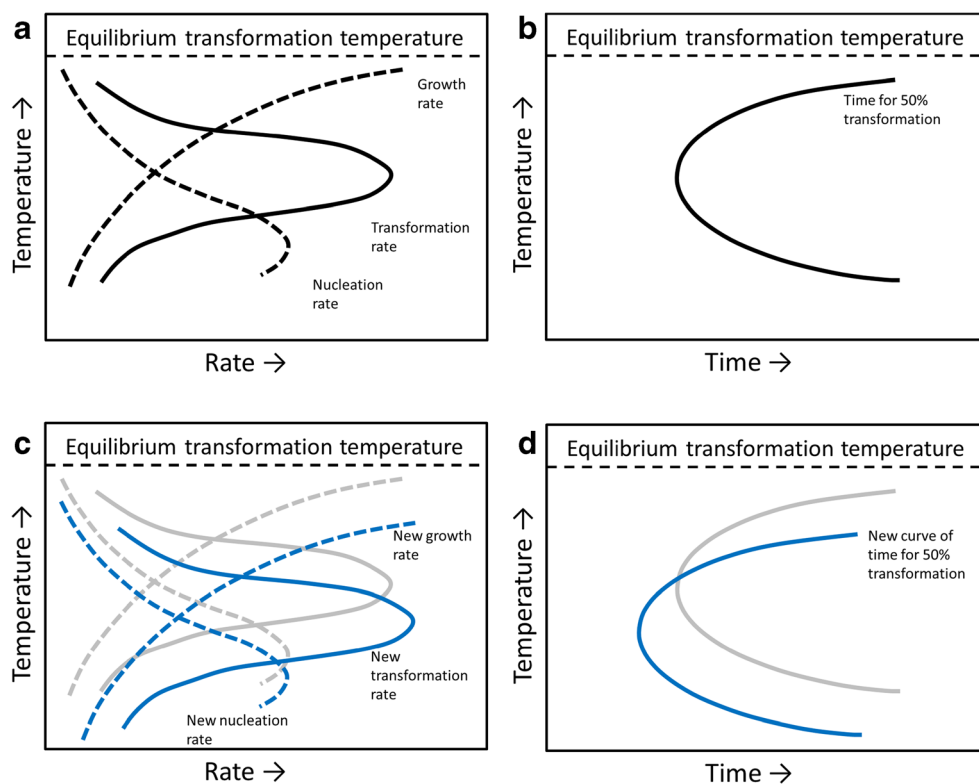 a
Equilibrium transformation temperature
Growth
rate
Transformation
rate
Nucleation
rate
Temperature →
Rate →
b
Equilibrium transformation temperature
Time for 50%
transformation
Temperature →
Time →
c
Equilibrium transformation temperature
New growth
rate
New
transformation
rate
New nucleation
rate
Temperature →
Rate →
d
Equilibrium transformation temperature
New curve of
time for 50%
transformation
Temperature →
Time →